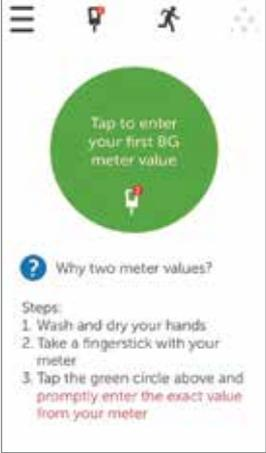 Tap to enter
your first BG
meter value
Why two meter values?
Steps:
1. Wash and dry your hands
2. Take a fingerstick with your
meter
3. Tap the green circle above and
promptly enter the exact value
from your meter